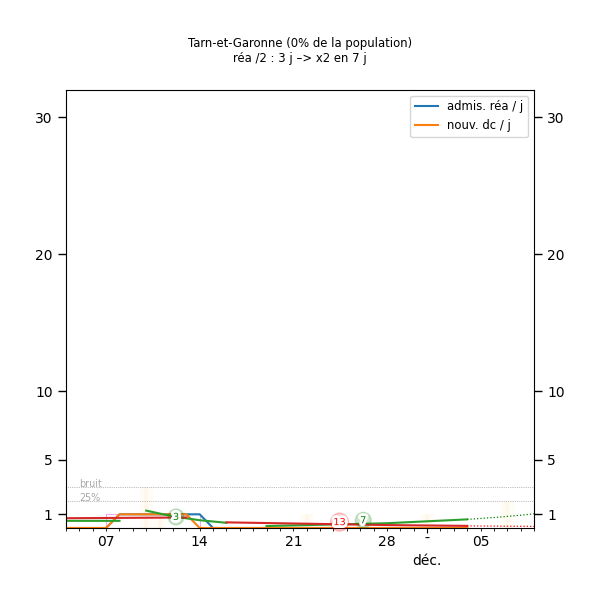 Tarn-et-Garonne (0% de la population)
réa /2 : 3 j –> x2 en 7 j
admis. réa / j
nouv. dc / j
30 30
20 20
10 10
5 5
bruit
25%
1 1
3 13 7
07 14 21 28 - 05
déc.